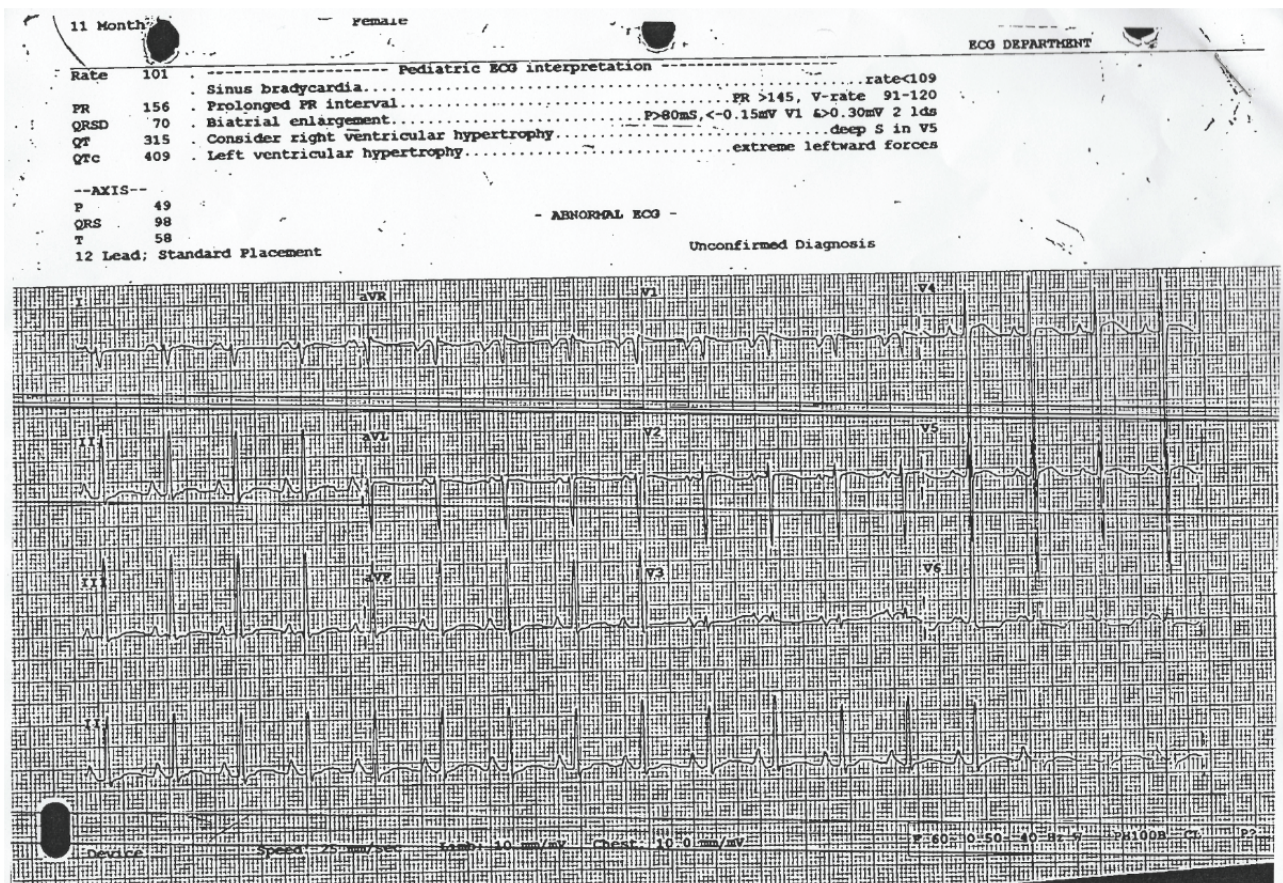 11 Month Female
ECG DEPARTMENT
Rate 101 . ------------------- Pediatric ECG interpretation -------------------
. Sinus bradycardia.......................................................rate<109
PR 156 . Prolonged PR interval.....................................PR >145, V-rate 91-120
QRSD 70 . Biatrial enlargement............................P>80mS,<-0.15mV V1 &>0.30mV 2 lds
QT 315 . Consider right ventricular hypertrophy..............................deep S in V5
QTc 409 . Left ventricular hypertrophy...............................extreme leftward forces
--AXIS--
P 49
QRS 98
T 58
- ABNORMAL ECG -
12 Lead; Standard Placement
Unconfirmed Diagnosis
I aVR V1 V4
II aVL V2 V5
III aVF V3 V6
II
Device Speed: 25 mm/sec Limb: 10 mm/mV Chest: 10.0 mm/mV
PH100B CL P?